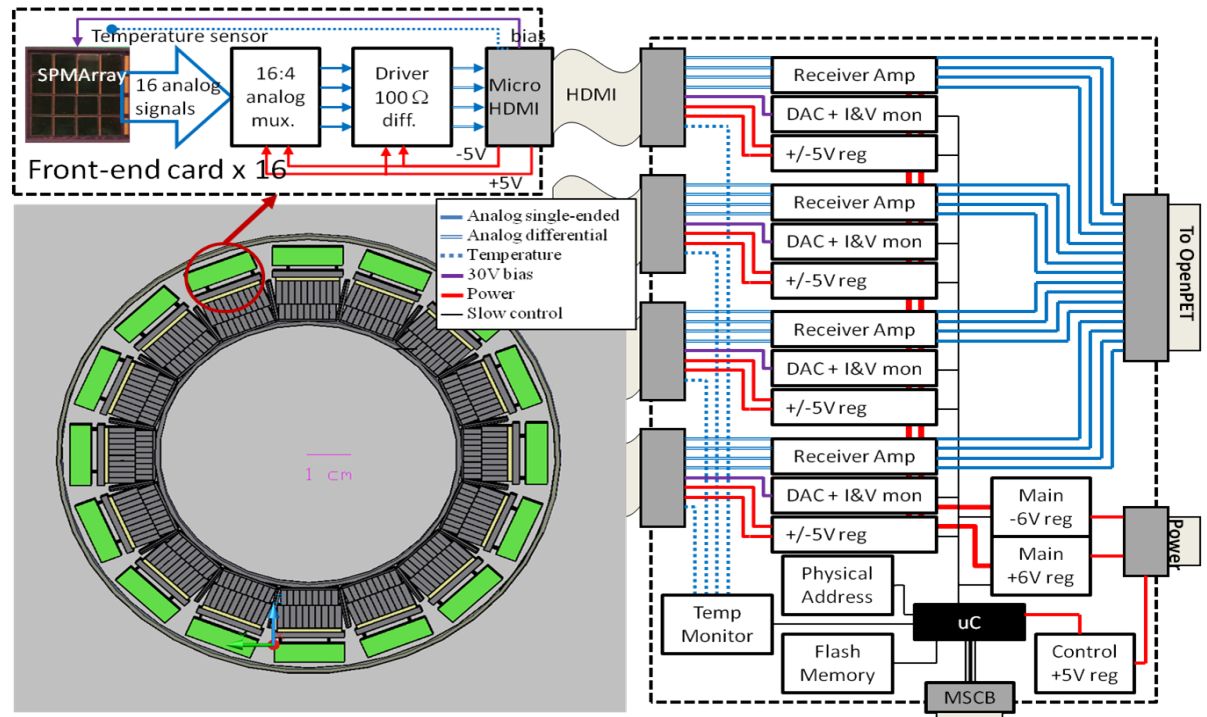 Temperature sensor
bias
SPMArray
16 analog
signals
16:4
analog
mux.
Driver
100 Ω
diff.
Micro
HDMI
HDMI
-5V
+5V
Front-end card x 16
1 cm
Analog single-ended
Analog differential
Temperature
30V bias
Power
Slow control
Receiver Amp
DAC + I&V mon
+/-5V reg
Receiver Amp
DAC + I&V mon
+/-5V reg
Receiver Amp
DAC + I&V mon
+/-5V reg
Receiver Amp
DAC + I&V mon
+/-5V reg
To OpenPET
Main
-6V reg
Main
+6V reg
Power
Physical
Address
Temp
Monitor
uC
Flash
Memory
Control
+5V reg
MSCB